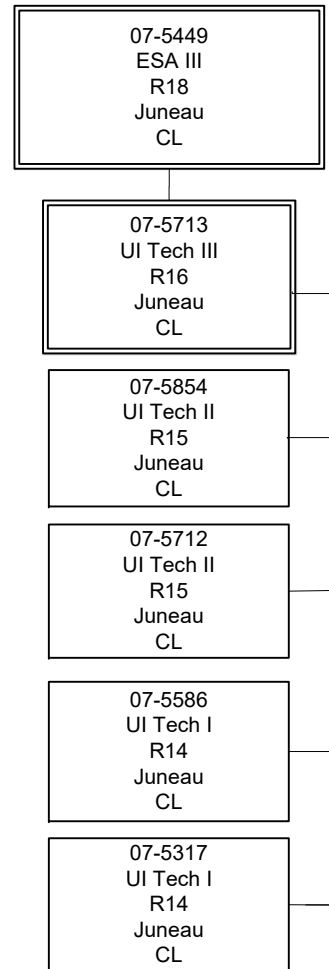 07-5449
ESA III
R18
Juneau
CL
07-5713
UI Tech III
R16
Juneau
CL
07-5854
UI Tech II
R15
Juneau
CL
07-5712
UI Tech II
R15
Juneau
CL
07-5586
UI Tech I
R14
Juneau
CL
07-5317
UI Tech I
R14
Juneau
CL